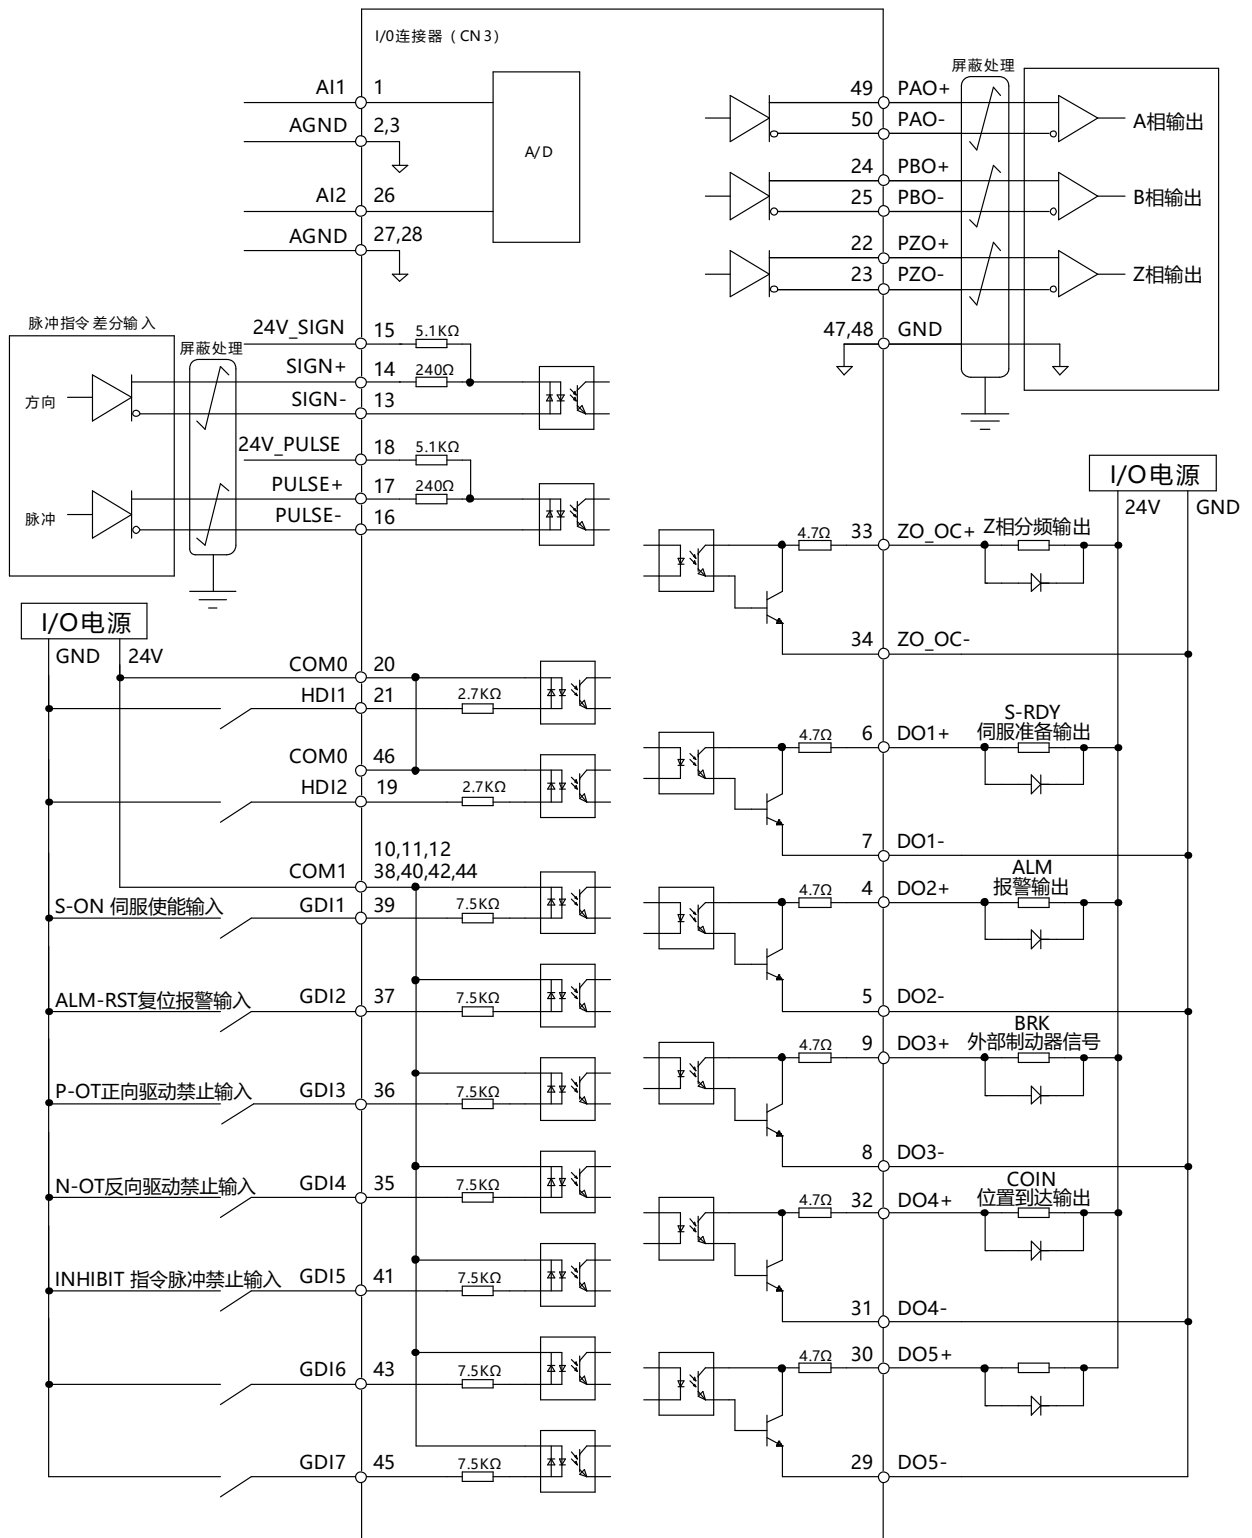 I/0连接器（CN3）
AI1 1
AGND 2,3
AI2 26
AGND 27,28
A/D
脉冲指令差分输入
屏蔽处理
方向
脉冲
24V_SIGN 15 5.1KΩ
SIGN+ 14 240Ω
SIGN- 13
24V_PULSE 18 5.1KΩ
PULSE+ 17 240Ω
PULSE- 16
I/O电源
GND 24V
COM0 20
HDI1 21 2.7KΩ
COM0 46
HDI2 19 2.7KΩ
10,11,12
COM1 38,40,42,44
S-ON 伺服使能输入 GDI1 39 7.5KΩ
ALM-RST复位报警输入 GDI2 37 7.5KΩ
P-OT正向驱动禁止输入 GDI3 36 7.5KΩ
N-OT反向驱动禁止输入 GDI4 35 7.5KΩ
INHIBIT 指令脉冲禁止输入 GDI5 41 7.5KΩ
GDI6 43 7.5KΩ
GDI7 45 7.5KΩ
屏蔽处理
49 PAO+
50 PAO-
A相输出
24 PBO+
25 PBO-
B相输出
22 PZO+
23 PZO-
Z相输出
47,48 GND
I/O电源
24V GND
4.7Ω 33 ZO_OC+ Z相分频输出
34 ZO_OC-
S-RDY
伺服准备输出
4.7Ω 6 DO1+
7 DO1-
ALM
报警输出
4.7Ω 4 DO2+
5 DO2-
BRK
外部制动器信号
4.7Ω 9 DO3+
8 DO3-
COIN
位置到达输出
4.7Ω 32 DO4+
31 DO4-
4.7Ω 30 DO5+
29 DO5-